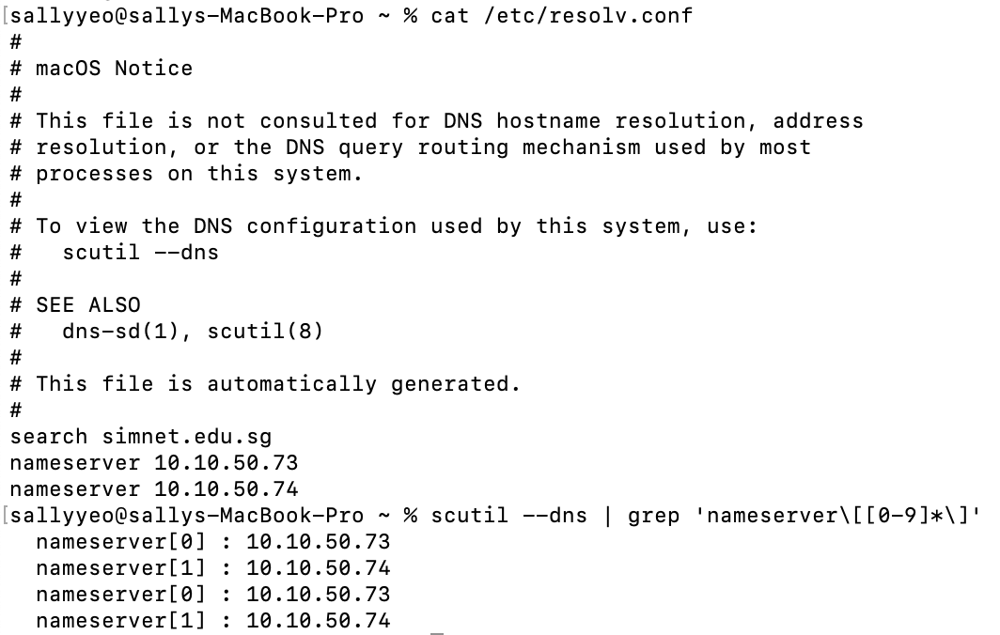 [sallyyeo@sallys-MacBook-Pro ~ % cat /etc/resolv.conf
#
# macOS Notice
#
# This file is not consulted for DNS hostname resolution, address
# resolution, or the DNS query routing mechanism used by most
# processes on this system.
#
# To view the DNS configuration used by this system, use:
#   scutil --dns
#
# SEE ALSO
#   dns-sd(1), scutil(8)
#
# This file is automatically generated.
#
search simnet.edu.sg
nameserver 10.10.50.73
nameserver 10.10.50.74
[sallyyeo@sallys-MacBook-Pro ~ % scutil --dns | grep 'nameserver\[[0-9]*\]'
  nameserver[0] : 10.10.50.73
  nameserver[1] : 10.10.50.74
  nameserver[0] : 10.10.50.73
  nameserver[1] : 10.10.50.74